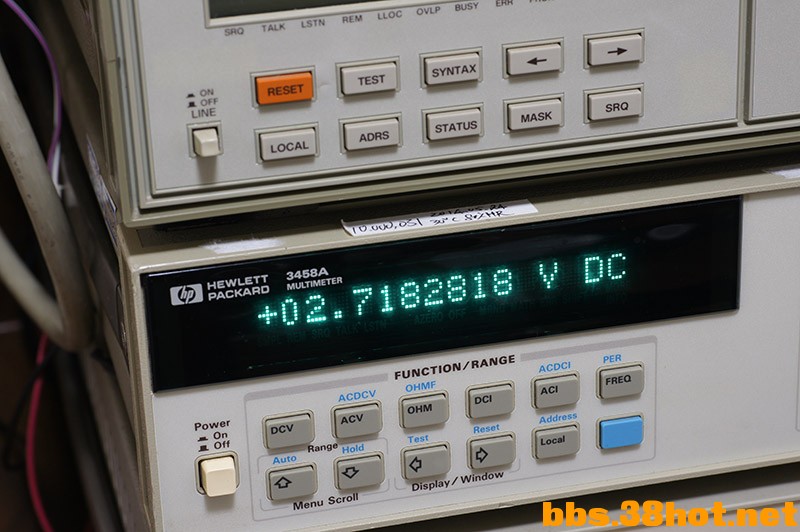 SRQ TALK LSTN REM LLOC OVLP BUSY ERR
ON
OFF
LINE
RESET TEST SYNTAX ← →
LOCAL ADRS STATUS MASK SRQ
10.000,031
30°C
HEWLETT
PACKARD
hp
3458A
MULTIMETER
+02.7182818 V DC
FUNCTION/RANGE
ACDCV OHMF ACDCI PER
DCV ACV OHM DCI ACI FREQ
Power
On
Off
Range
Auto Hold Test Reset Address
Local
Menu Scroll Display/Window
bbs.38hot.net